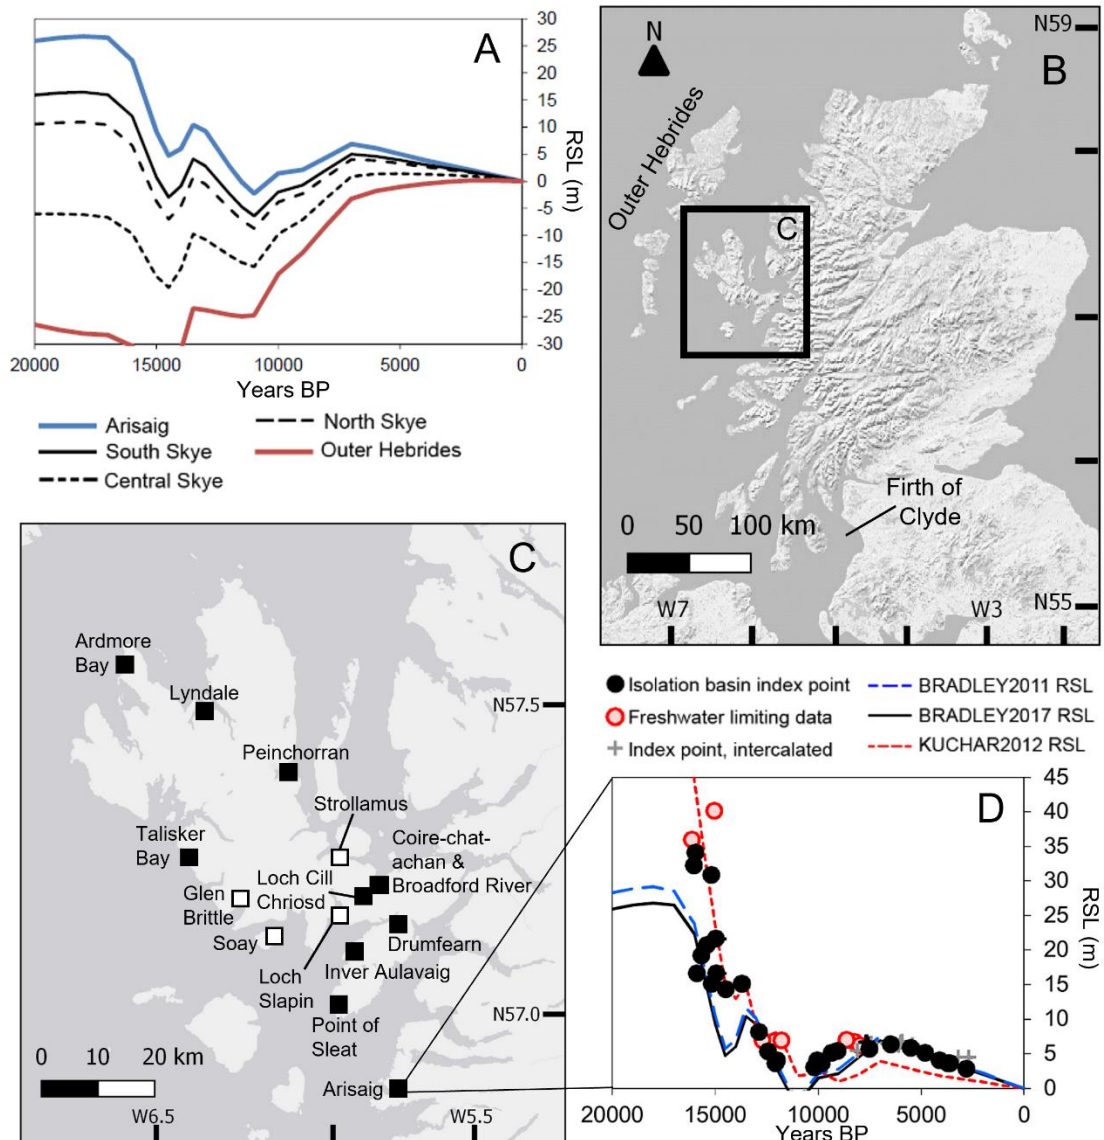 A
30
25
20
15
10
5
0
-5
-10
-15
-20
-25
-30
RSL (m)
20000
15000
10000
5000
0
Years BP
Arisaig
North Skye
South Skye
Outer Hebrides
Central Skye
N
B
N59
Outer Hebrides
C
Firth of
Clyde
0 50 100 km
W7
W3
N55
C
Ardmore
Bay
Lyndale
N57.5
Peinchorran
Strollamus
Talisker
Bay
Coire-chat-
achan &
Broadford River
Loch Cill
Chriosd
Glen
Brittle
Soay
Drumfearn
Loch
Slapin
Inver Aulavaig
N57.0
Point of
Sleat
0 10 20 km
Arisaig
W6.5
W5.5
Isolation basin index point
BRADLEY2011 RSL
Freshwater limiting data
BRADLEY2017 RSL
Index point, intercalated
KUCHAR2012 RSL
D
45
40
35
30
25
20
15
10
5
0
RSL (m)
20000
15000
10000
5000
0
Years BP